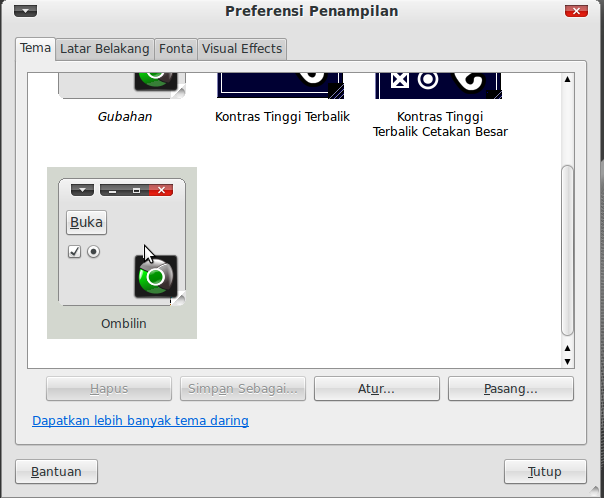 Preferensi Penampilan
Tema Latar Belakang Fonta Visual Effects
Gubahan
Kontras Tinggi Terbalik
Kontras Tinggi
Terbalik Cetakan Besar
Buka
Ombilin
Hapus Simpan Sebagai... Atur... Pasang...
Dapatkan lebih banyak tema daring
Bantuan Tutup